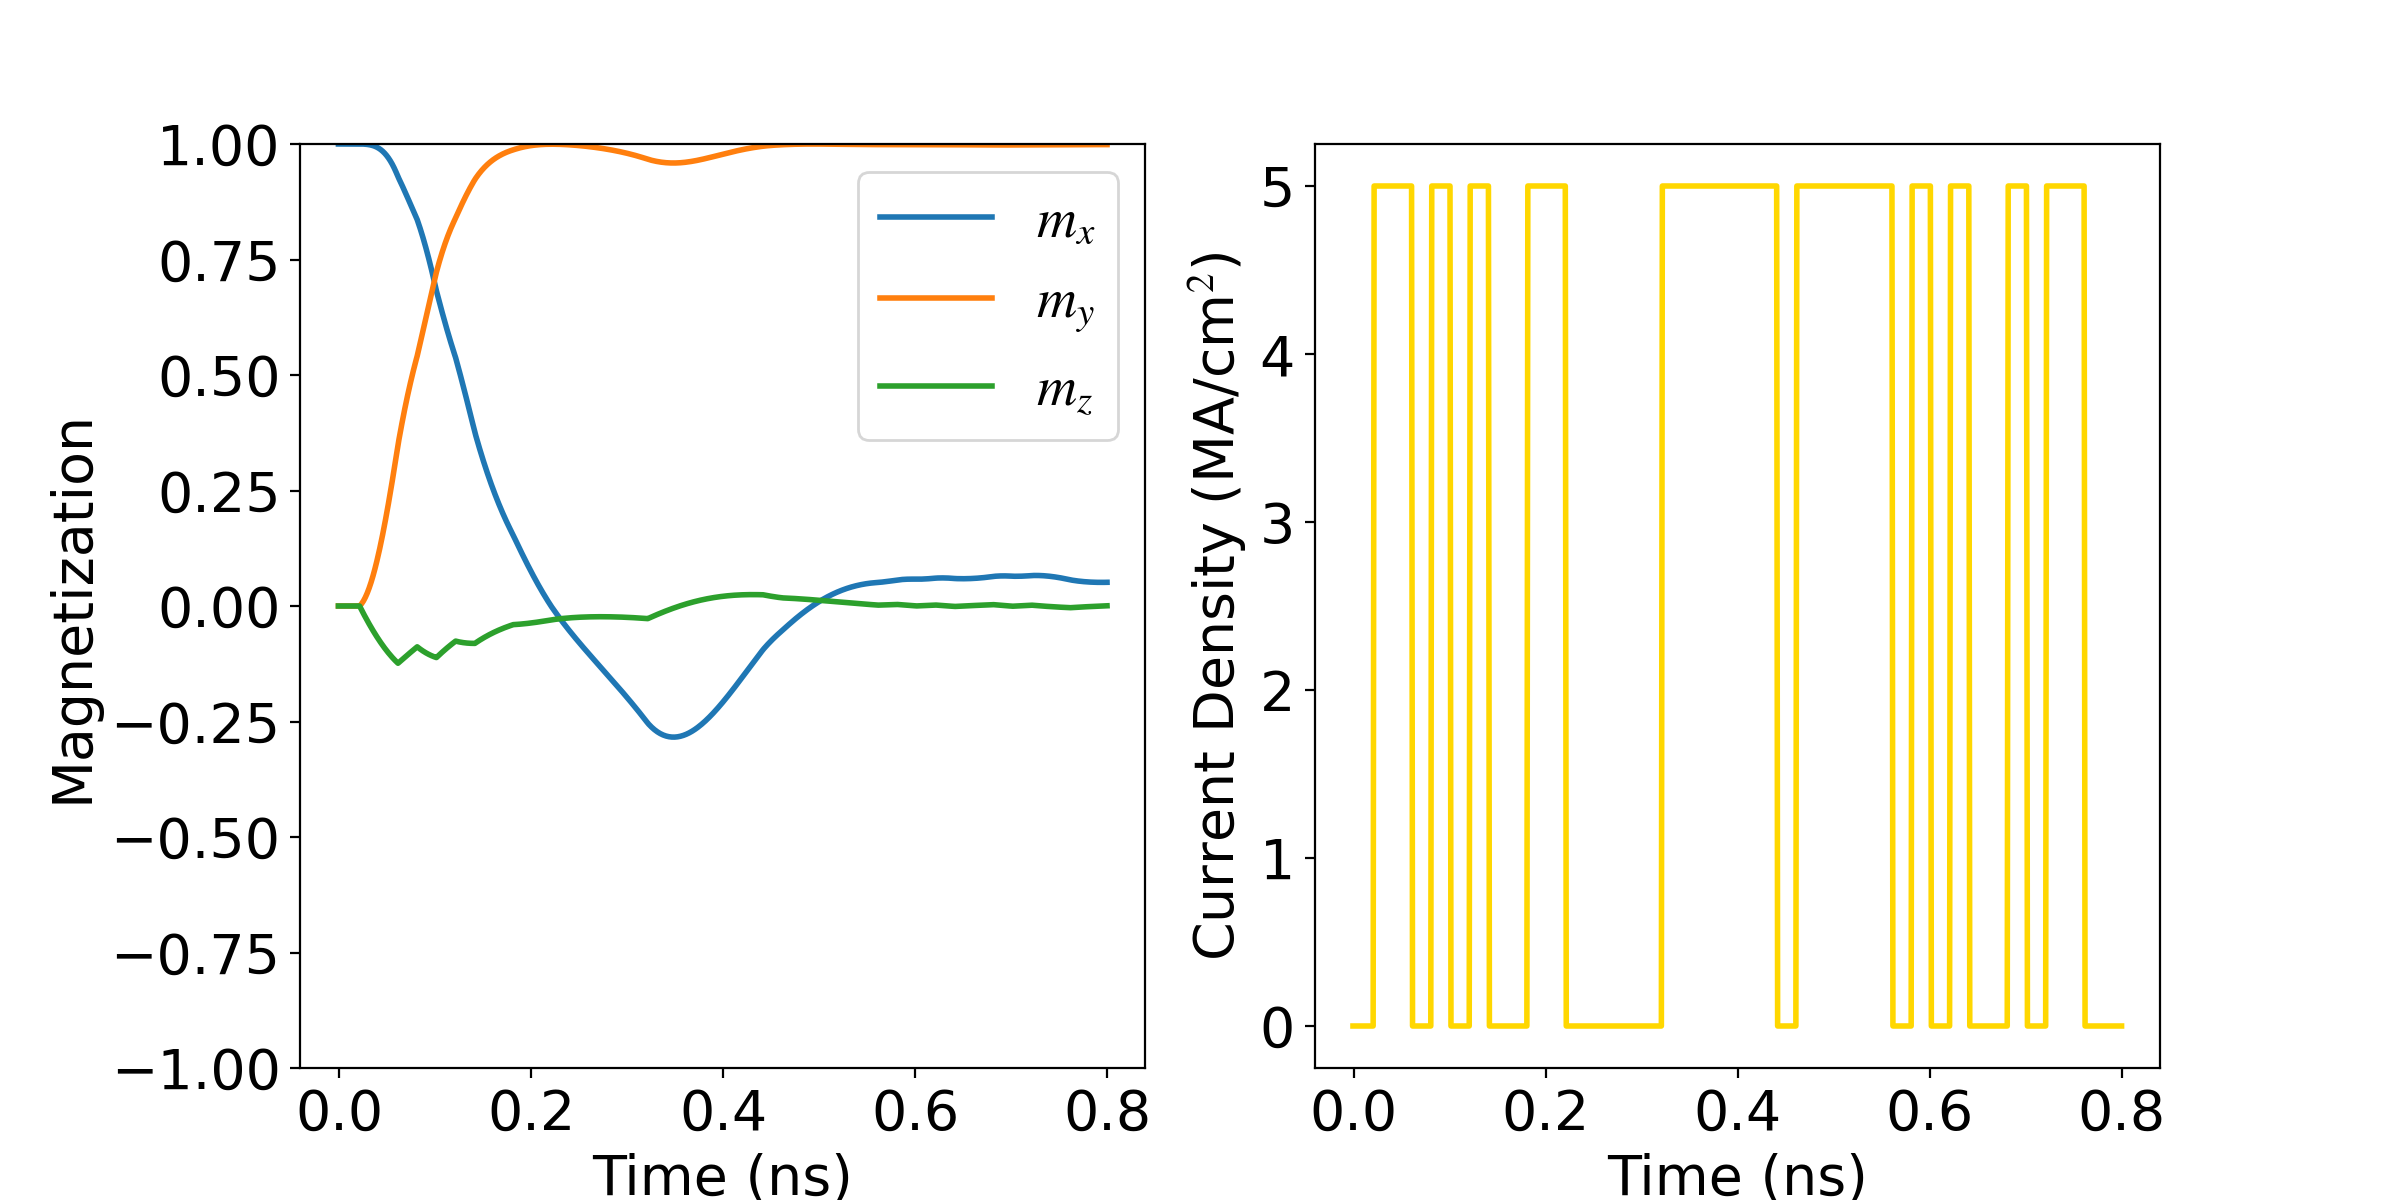 Magnetization
1.00
0.75
0.50
0.25
0.00
−0.25
−0.50
−0.75
−1.00
0.0 0.2 0.4 0.6 0.8
Time (ns)
m_x
m_y
m_z
Current Density (MA/cm²)
5
4
3
2
1
0
0.0 0.2 0.4 0.6 0.8
Time (ns)